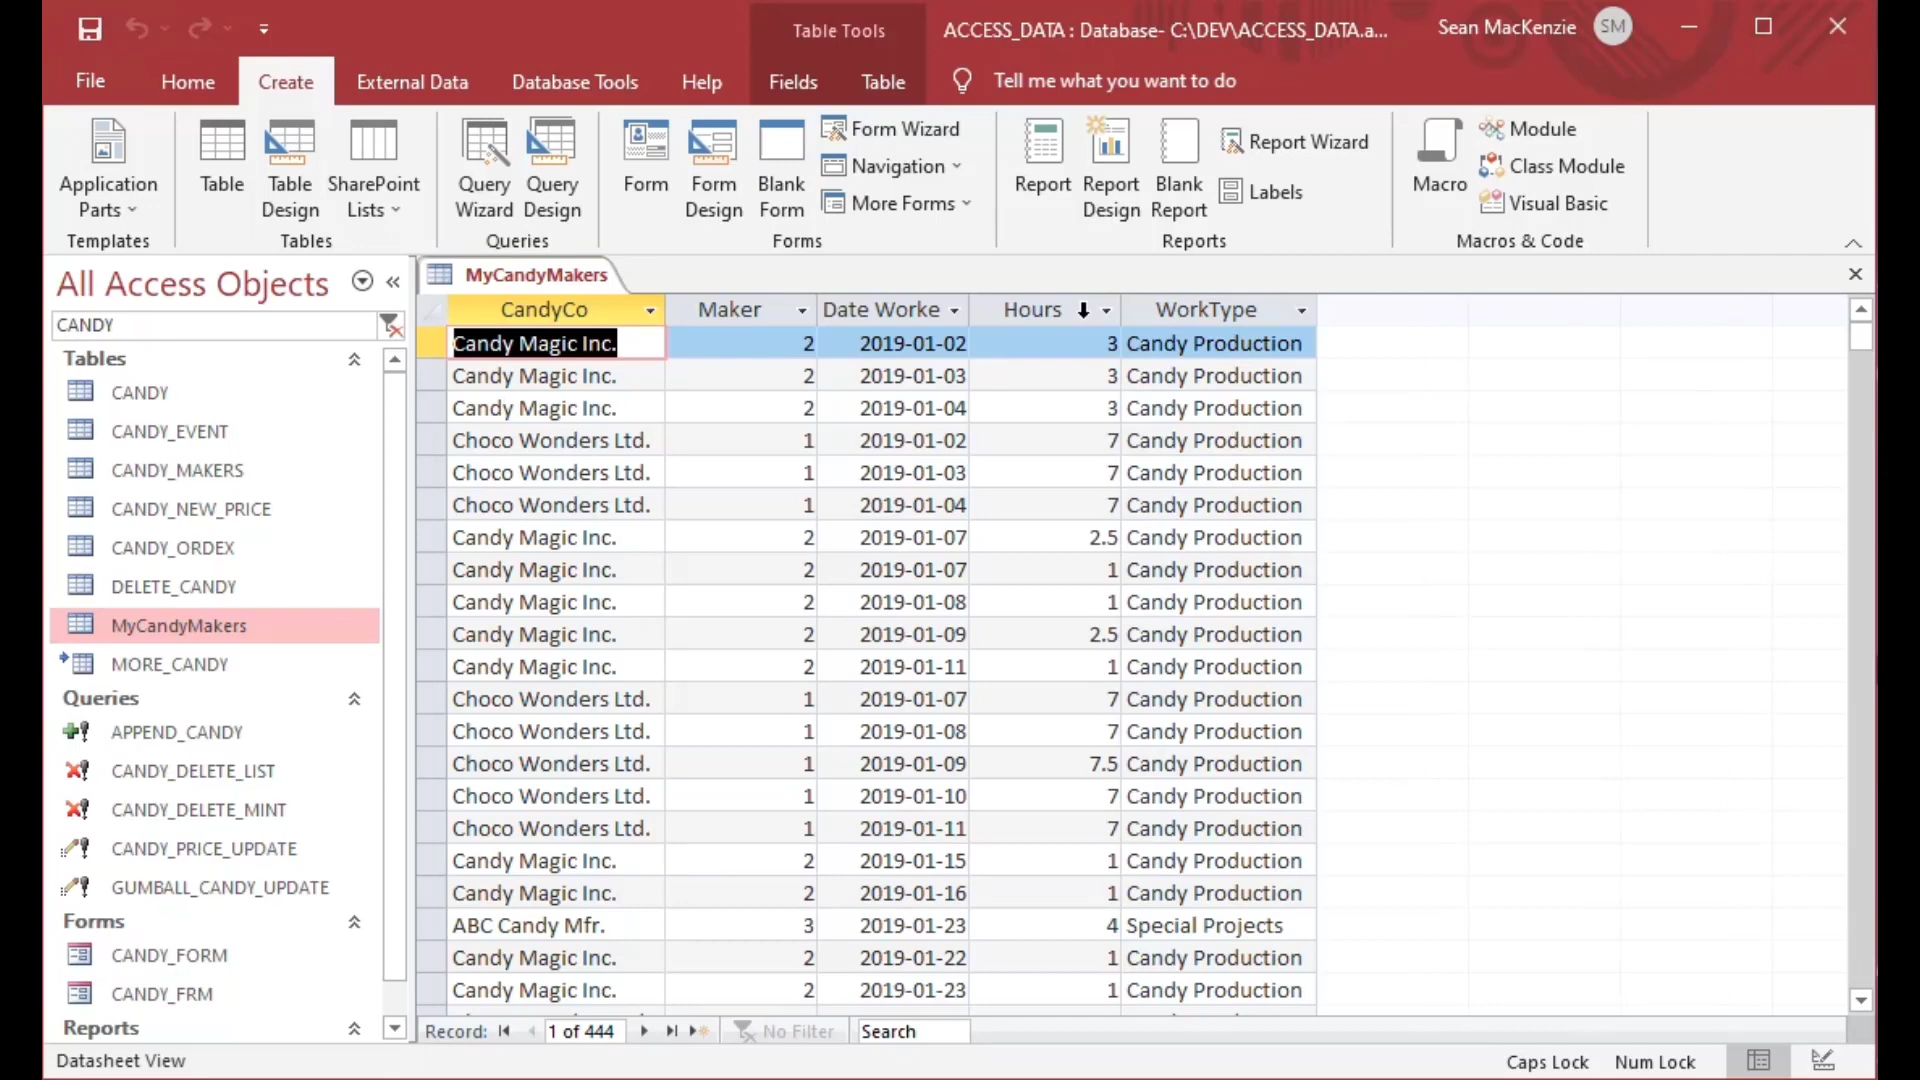 Table Tools
ACCESS_DATA : Database- C:\DEV\ACCESS_DATA.a...
Sean MacKenzie SM
File Home Create External Data Database Tools Help Fields Table Tell me what you want to do
Application Parts
Templates
Table
Table Design
SharePoint Lists
Tables
Query Wizard
Query Design
Queries
Form
Form Design
Blank Form
Form Wizard
Navigation
More Forms
Forms
Report
Report Design
Blank Report
Report Wizard
Labels
Reports
Macro
Module
Class Module
Visual Basic
Macros & Code
All Access Objects
CANDY
Tables
CANDY
CANDY_EVENT
CANDY_MAKERS
CANDY_NEW_PRICE
CANDY_ORDEX
DELETE_CANDY
MyCandyMakers
MORE_CANDY
Queries
APPEND_CANDY
CANDY_DELETE_LIST
CANDY_DELETE_MINT
CANDY_PRICE_UPDATE
GUMBALL_CANDY_UPDATE
Forms
CANDY_FORM
CANDY_FRM
Reports
MyCandyMakers
CandyCo Maker Date Worke Hours WorkType
Candy Magic Inc. 2 2019-01-02 3 Candy Production
Candy Magic Inc. 2 2019-01-03 3 Candy Production
Candy Magic Inc. 2 2019-01-04 3 Candy Production
Choco Wonders Ltd. 1 2019-01-02 7 Candy Production
Choco Wonders Ltd. 1 2019-01-03 7 Candy Production
Choco Wonders Ltd. 1 2019-01-04 7 Candy Production
Candy Magic Inc. 2 2019-01-07 2.5 Candy Production
Candy Magic Inc. 2 2019-01-07 1 Candy Production
Candy Magic Inc. 2 2019-01-08 1 Candy Production
Candy Magic Inc. 2 2019-01-09 2.5 Candy Production
Candy Magic Inc. 2 2019-01-11 1 Candy Production
Choco Wonders Ltd. 1 2019-01-07 7 Candy Production
Choco Wonders Ltd. 1 2019-01-08 7 Candy Production
Choco Wonders Ltd. 1 2019-01-09 7.5 Candy Production
Choco Wonders Ltd. 1 2019-01-10 7 Candy Production
Choco Wonders Ltd. 1 2019-01-11 7 Candy Production
Candy Magic Inc. 2 2019-01-15 1 Candy Production
Candy Magic Inc. 2 2019-01-16 1 Candy Production
ABC Candy Mfr. 3 2019-01-23 4 Special Projects
Candy Magic Inc. 2 2019-01-22 1 Candy Production
Candy Magic Inc. 2 2019-01-23 1 Candy Production
Record: 1 of 444 No Filter Search
Datasheet View Caps Lock Num Lock